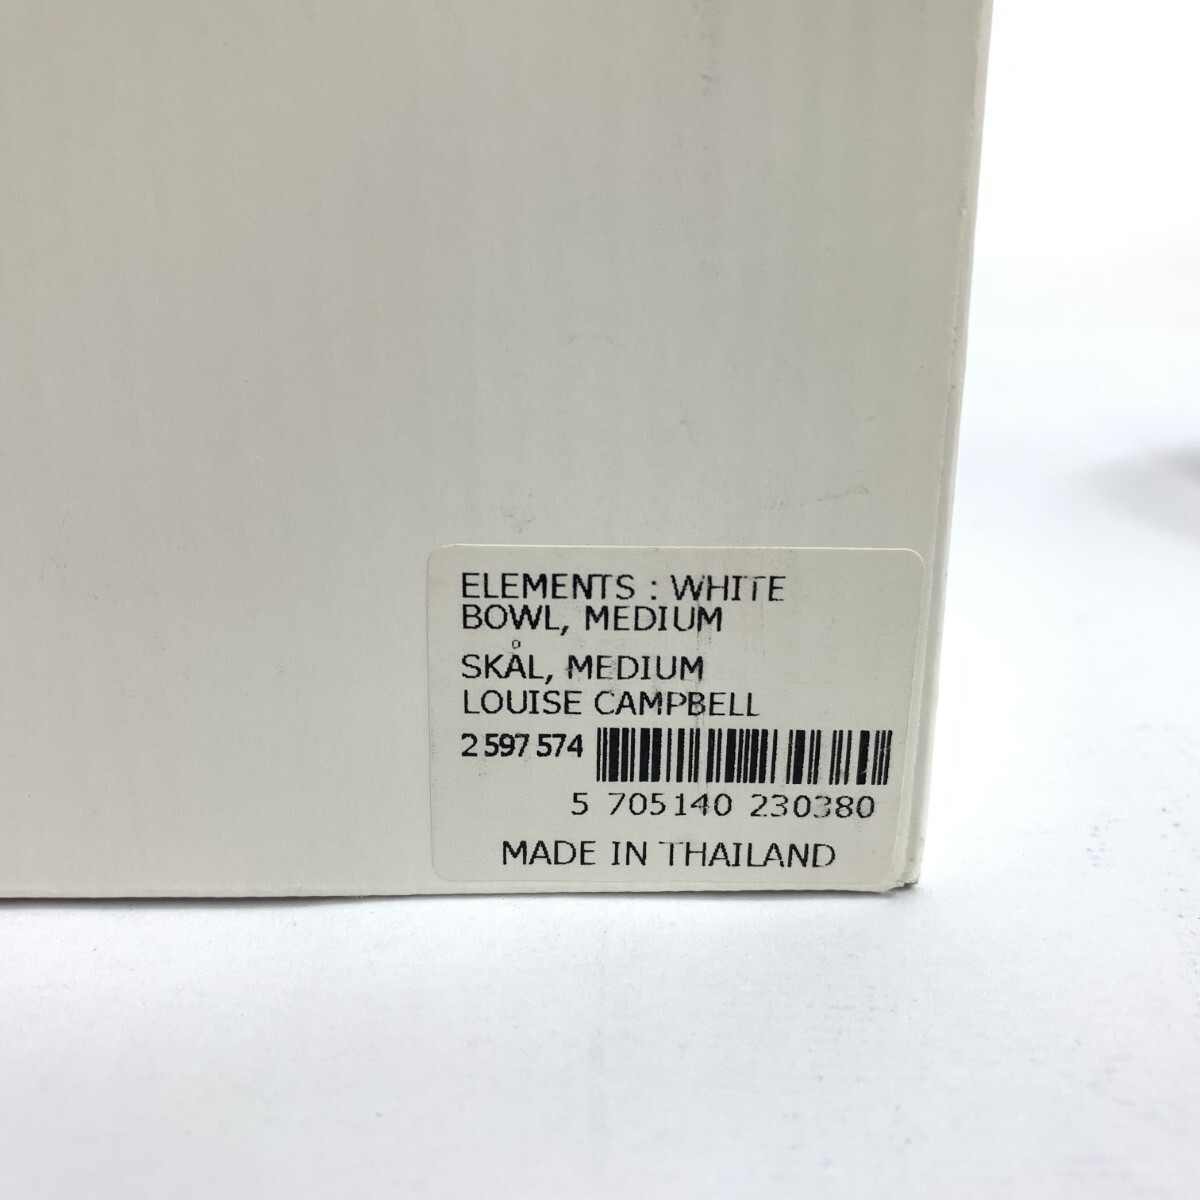 ELEMENTS : WHITE
BOWL, MEDIUM
SKÅL, MEDIUM
LOUISE CAMPBELL
2 597 574
5 705140 230380
MADE IN THAILAND